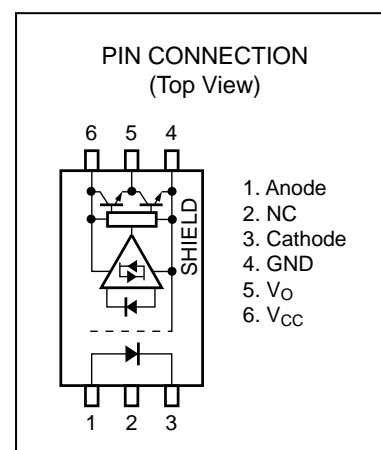 PIN CONNECTION
(Top View)
6 5 4
SHIELD
1 2 3
1. Anode
2. NC
3. Cathode
4. GND
5. VO
6. VCC